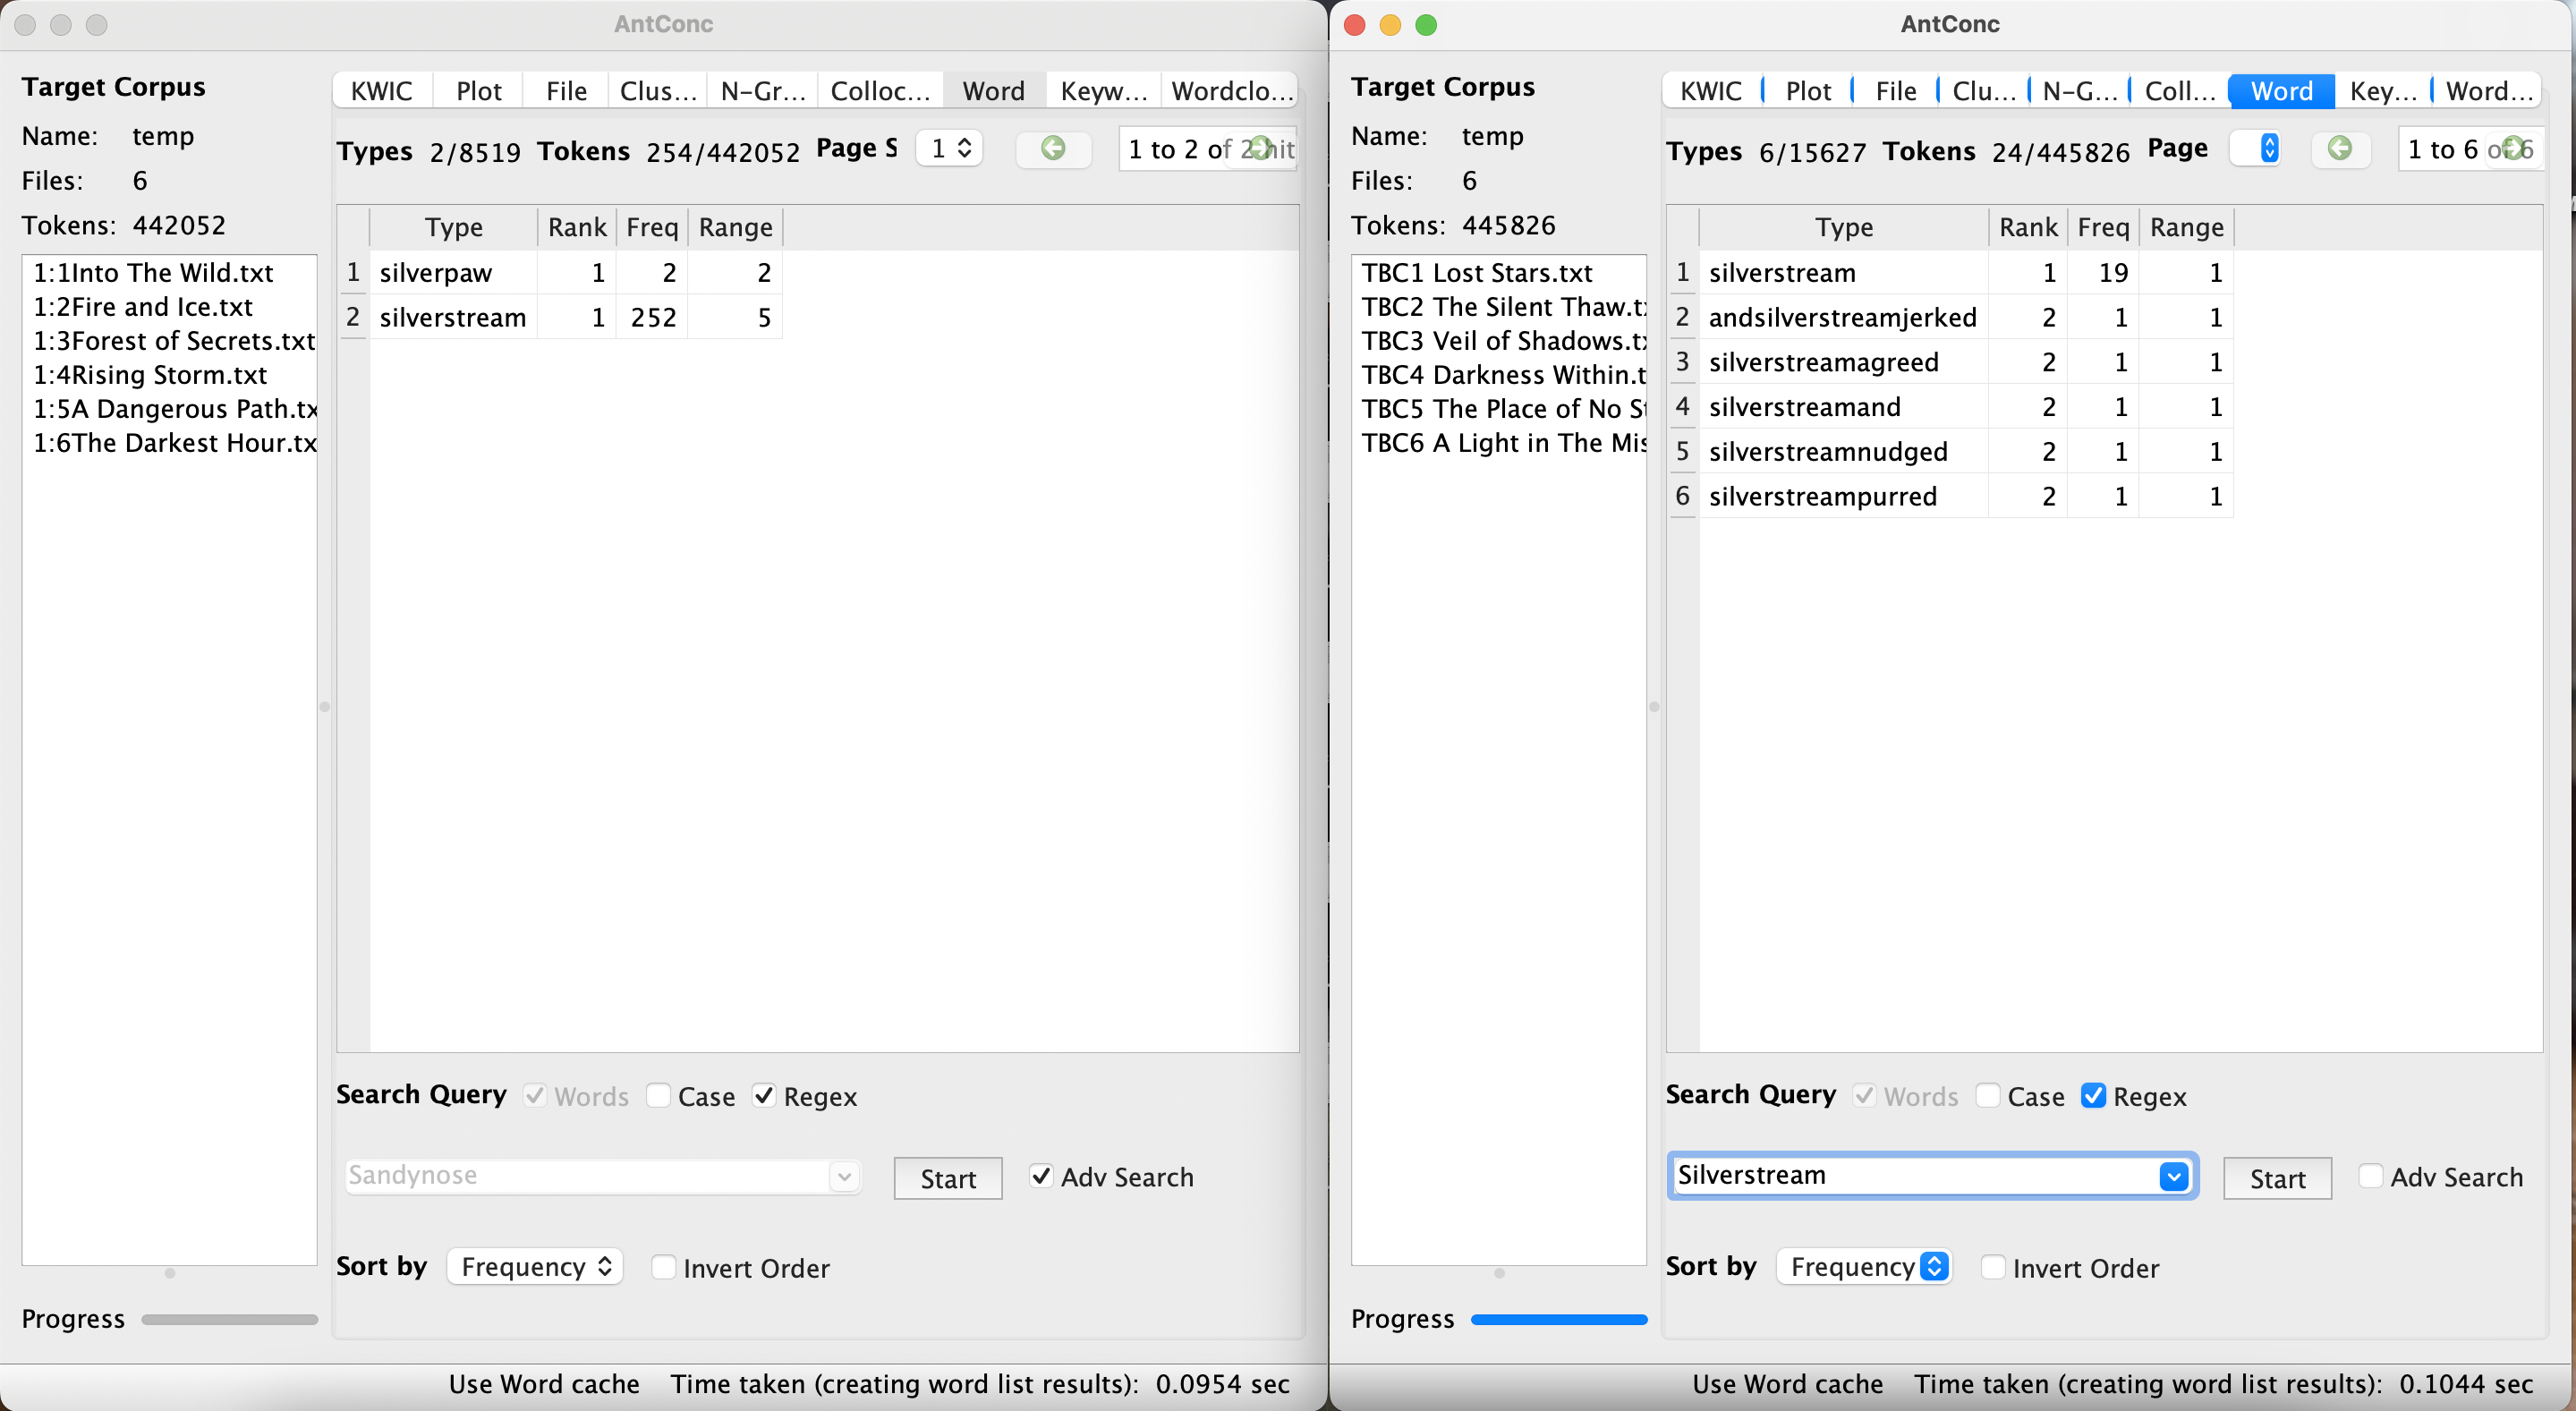 AntConc
Target Corpus
Name: temp
Files: 6
Tokens: 442052
1:1Into The Wild.txt
1:2Fire and Ice.txt
1:3Forest of Secrets.txt
1:4Rising Storm.txt
1:5A Dangerous Path.tx
1:6The Darkest Hour.tx
Progress
KWIC Plot File Clus... N-Gr... Colloc... Word Keyw... Wordclo...
Types 2/8519 Tokens 254/442052 Page S 1 1 to 2 of 2 hit
Type Rank Freq Range
1 silverpaw 1 2 2
2 silverstream 1 252 5
Search Query Words Case Regex
Sandynose Start Adv Search
Sort by Frequency Invert Order
Use Word cache Time taken (creating word list results): 0.0954 sec
AntConc
Target Corpus
Name: temp
Files: 6
Tokens: 445826
TBC1 Lost Stars.txt
TBC2 The Silent Thaw.t
TBC3 Veil of Shadows.t
TBC4 Darkness Within.t
TBC5 The Place of No S
TBC6 A Light in The Mis
Progress
KWIC Plot File Clu... N-G... Coll... Word Key... Word...
Types 6/15627 Tokens 24/445826 Page 1 to 6 of 6
Type Rank Freq Range
1 silverstream 1 19 1
2 andsilverstreamjerked 2 1 1
3 silverstreamagreed 2 1 1
4 silverstreamand 2 1 1
5 silverstreamnudged 2 1 1
6 silverstreampurred 2 1 1
Search Query Words Case Regex
Silverstream Start Adv Search
Sort by Frequency Invert Order
Use Word cache Time taken (creating word list results): 0.1044 sec